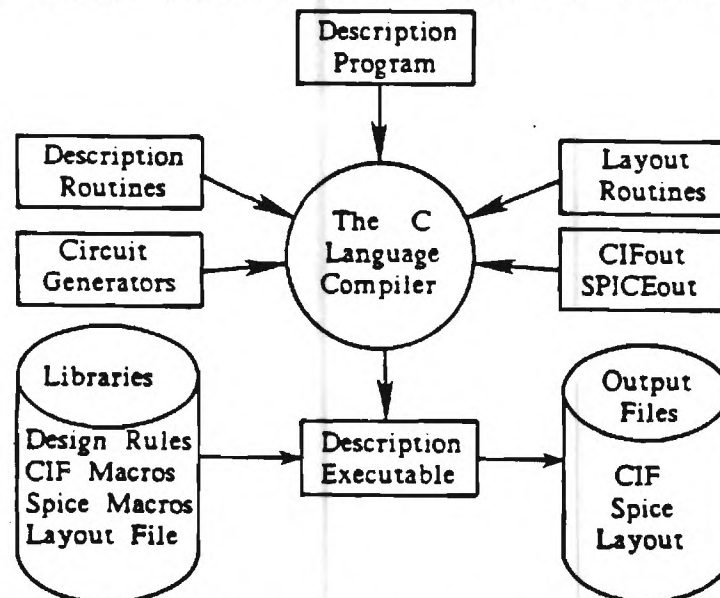 Description
Program
Description
Routines
Layout
Routines
The C
Language
Compiler
Circuit
Generators
CIFout
SPICEout
Libraries
Design Rules
CIF Macros
Spice Macros
Layout File
Description
Executable
Output
Files
CIF
Spice
Layout